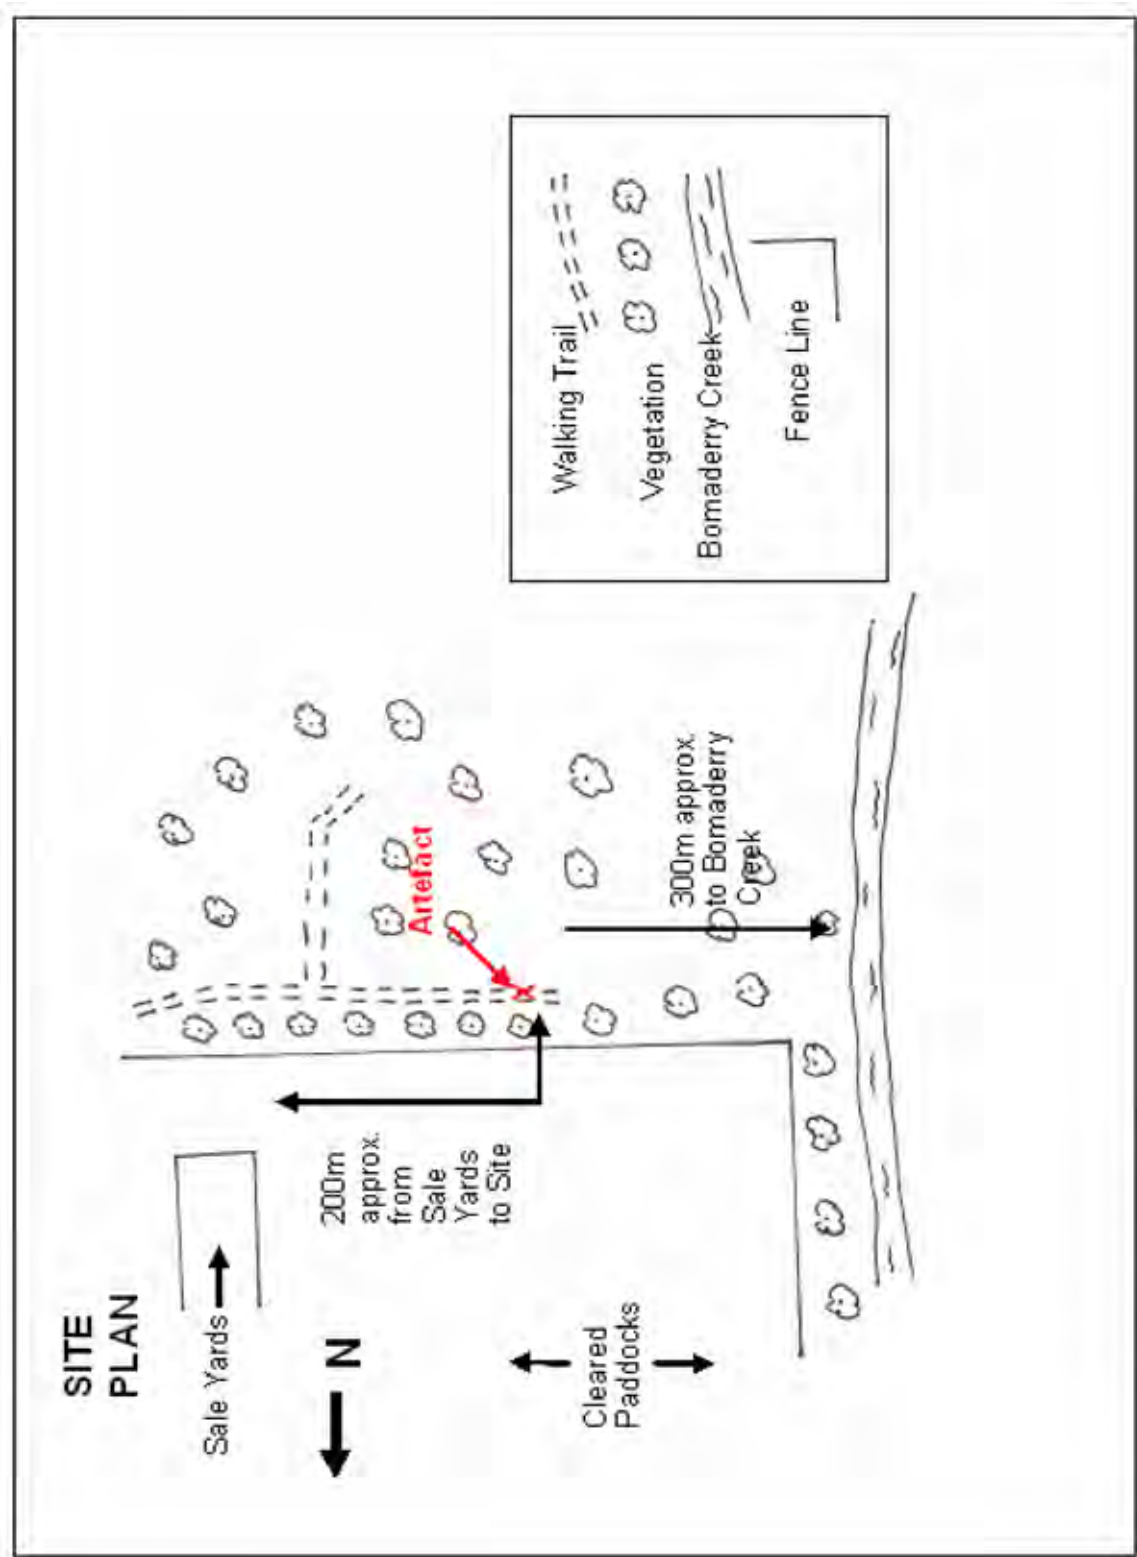 SITE
PLAN
Sale Yards
N
200m
approx.
from
Sale
Yards
to Site
Cleared
Paddocks
Artefact
300m approx.
to Bomaderry
Creek
Walking Trail
Vegetation
Bomaderry Creek
Fence Line